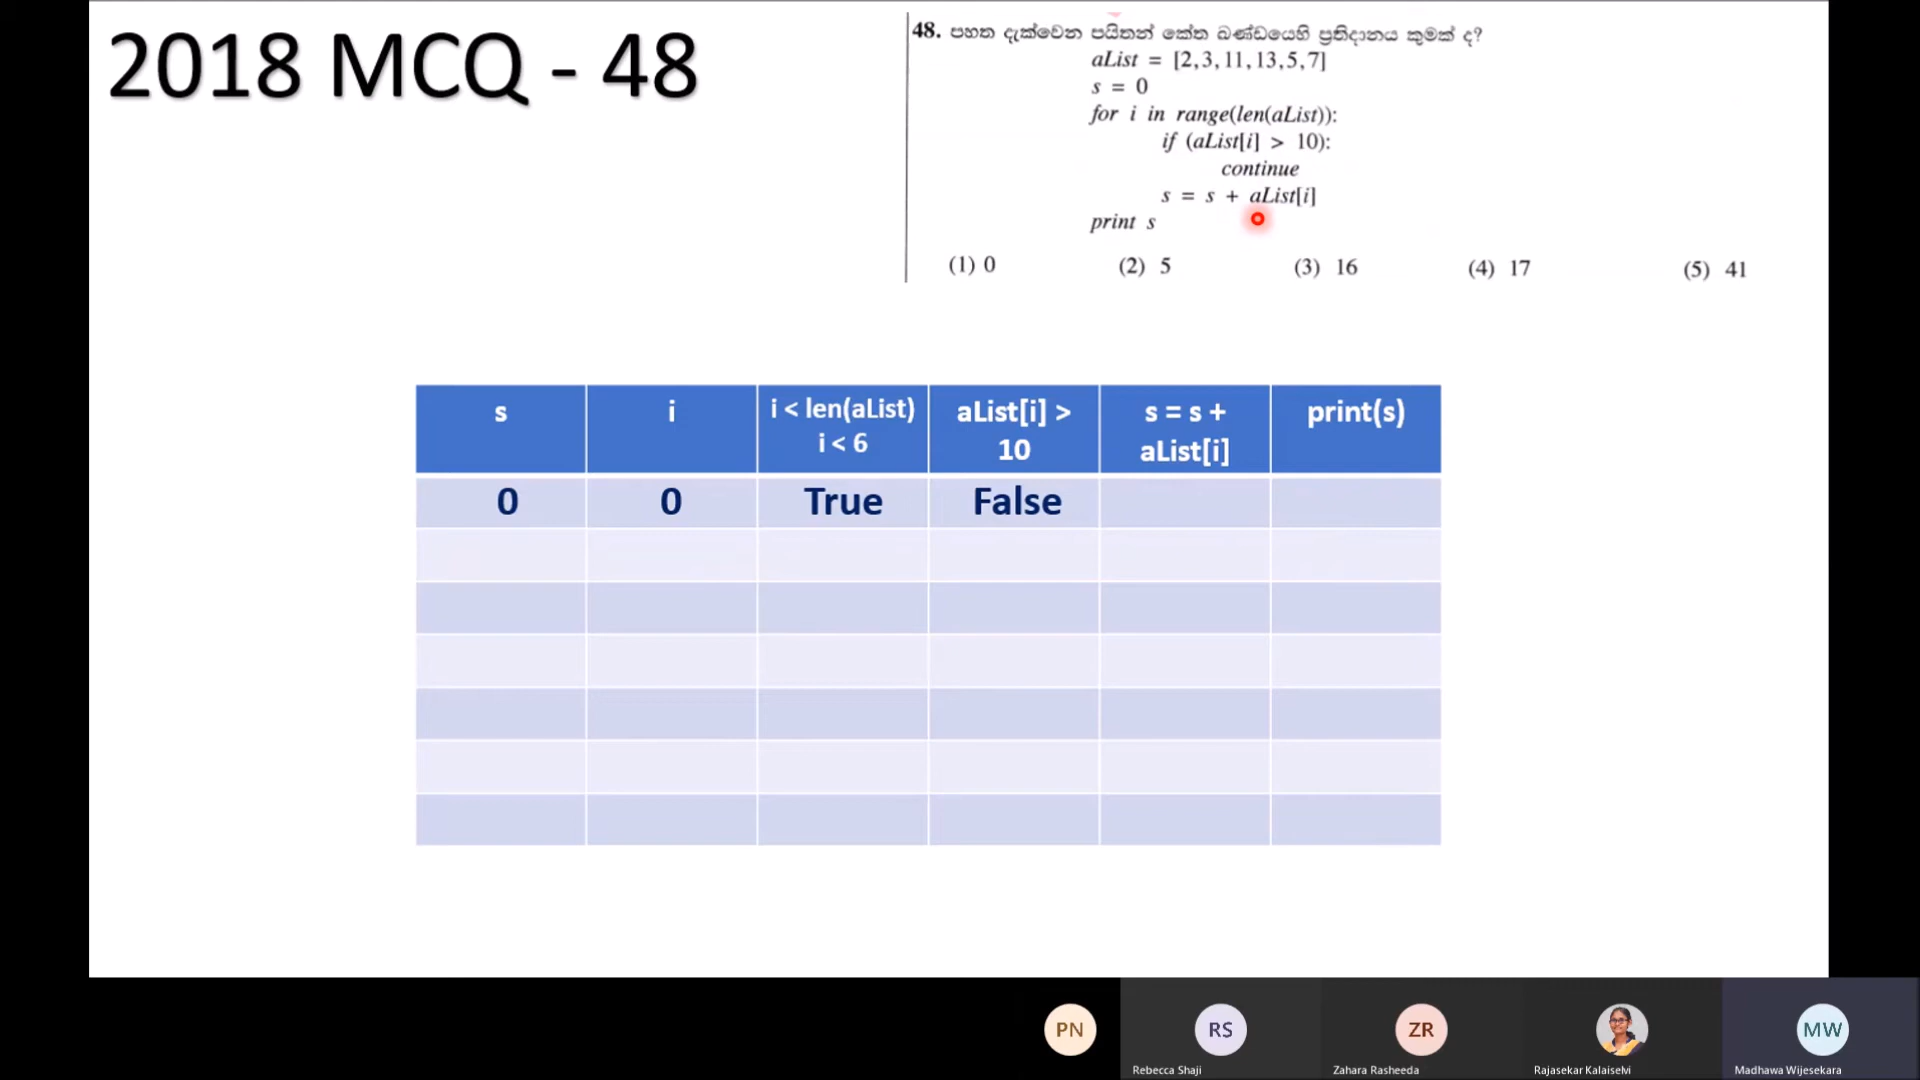 2018 MCQ - 48
48. පහත දැක්වෙන පයිතන් කේත ඛණ්ඩයෙහි ප්‍රතිදානය කුමක් ද?
aList = [2,3,11,13,5,7]
s = 0
for i in range(len(aList)):
if (aList[i] > 10):
continue
s = s + aList[i]
print s
(1) 0 (2) 5 (3) 16 (4) 17 (5) 41
s i i < len(aList) i < 6 aList[i] > 10 s = s + aList[i] print(s)
0 0 True False
PN RS ZR MW
Rebecca Shaji Zahara Rasheeda Rajasekar Kalaiselvi Madhawa Wijesekara